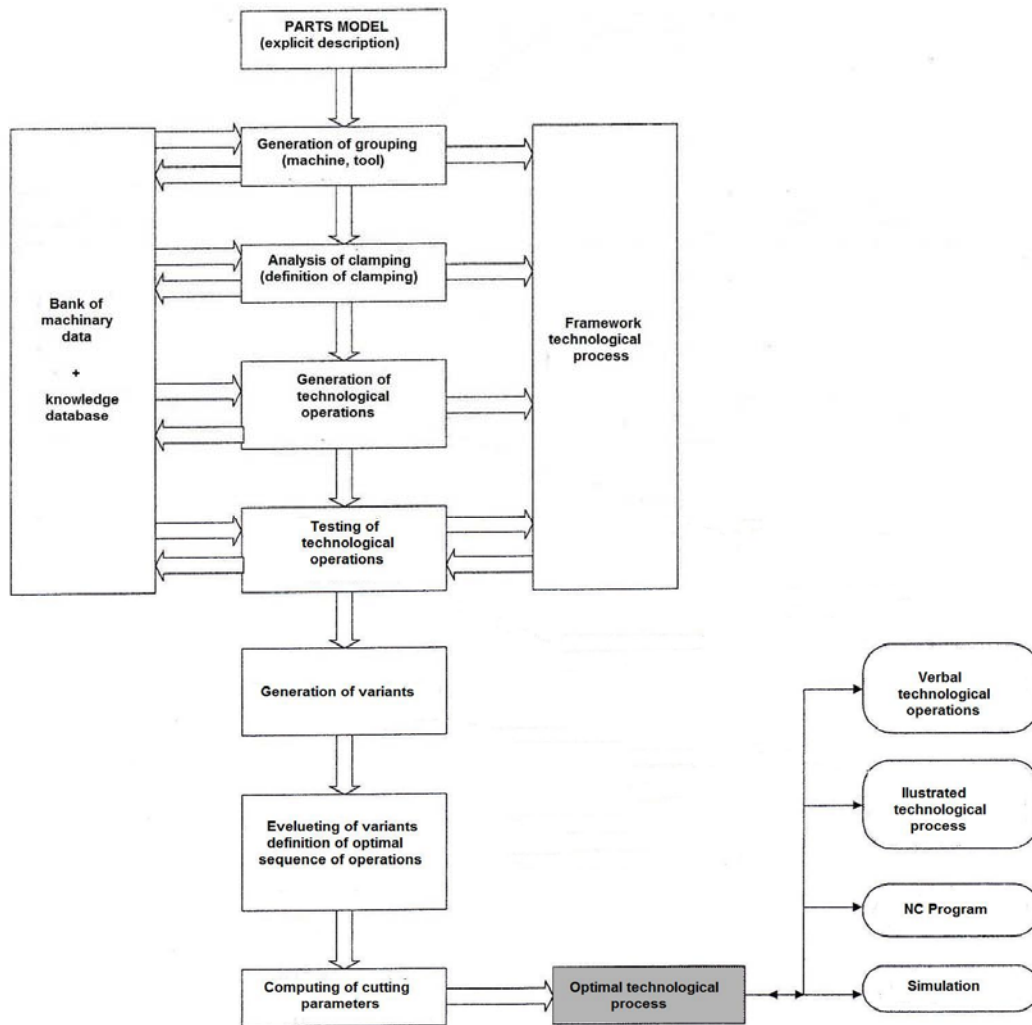 PARTS MODEL
(explicit description)
Generation of grouping
(machine, tool)
Analysis of clamping
(definition of clamping)
Bank of
machinary
data
+
knowledge
database
Framework
technological
process
Generation of
technological
operations
Testing of
technological
operations
Generation of variants
Verbal
technological
operations
Ilustrated
technological
process
Evelueting of variants
definition of optimal
sequence of operations
NC Program
Computing of cutting
parameters
Optimal technological
process
Simulation